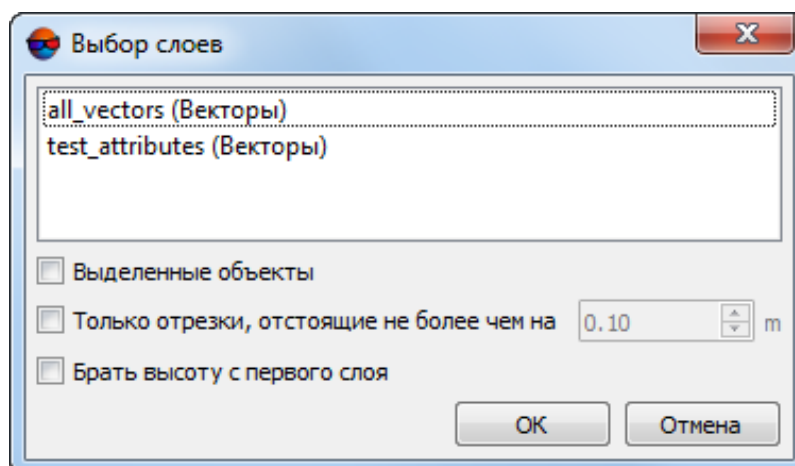 Выбор слоев
all_vectors (Векторы)
test_attributes (Векторы)
Выделенные объекты
Только отрезки, отстоящие не более чем на 0.10 m
Брать высоту с первого слоя
ОК Отмена